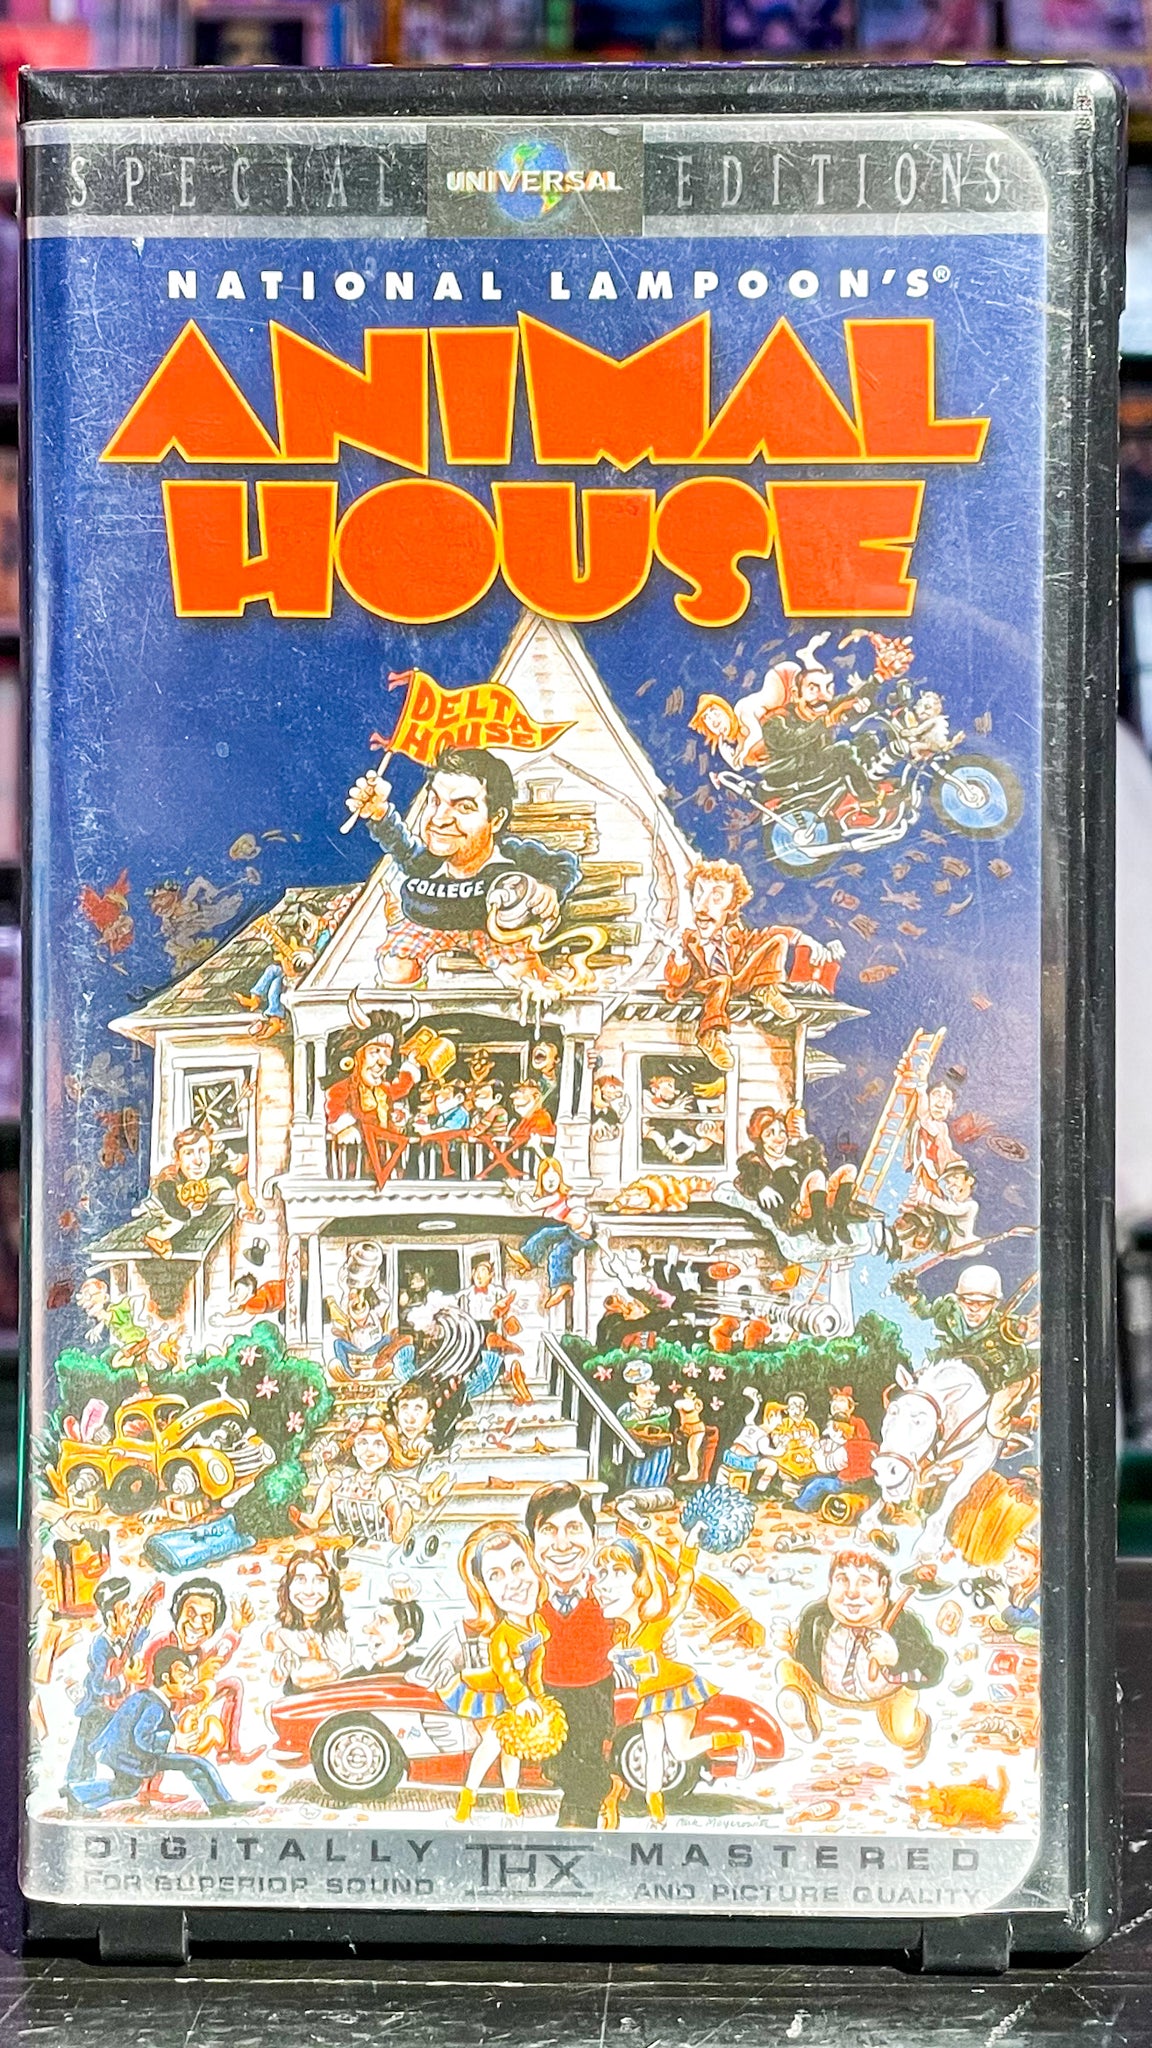 SPECIAL UNIVERSAL EDITIONS
NATIONAL LAMPOON'S®
ANIMAL
HOUSE
DELTA
HOUSE
COLLEGE
ΔTX
DIGITALLY THX MASTERED
FOR SUPERIOR SOUND AND PICTURE QUALITY